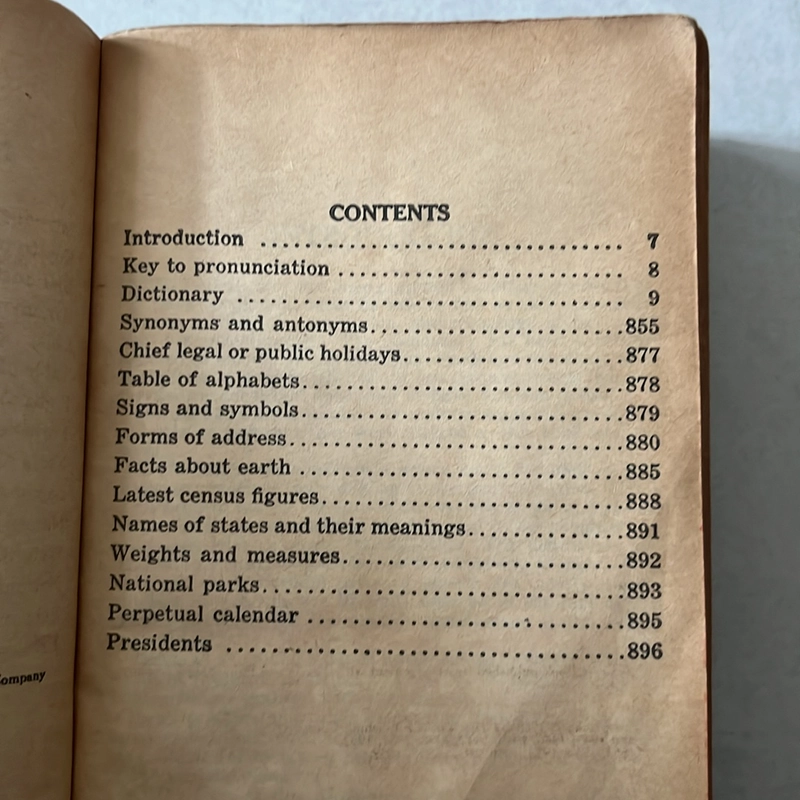 Company
CONTENTS
Introduction ................................. 7
Key to pronunciation .......................... 8
Dictionary ................................... 9
Synonyms and antonyms.......................855
Chief legal or public holidays....................877
Table of alphabets.............................878
Signs and symbols.............................879
Forms of address..............................880
Facts about earth .............................885
Latest census figures...........................888
Names of states and their meanings..............891
Weights and measures.........................892
National parks.................................893
Perpetual calendar ............................895
Presidents ....................................896